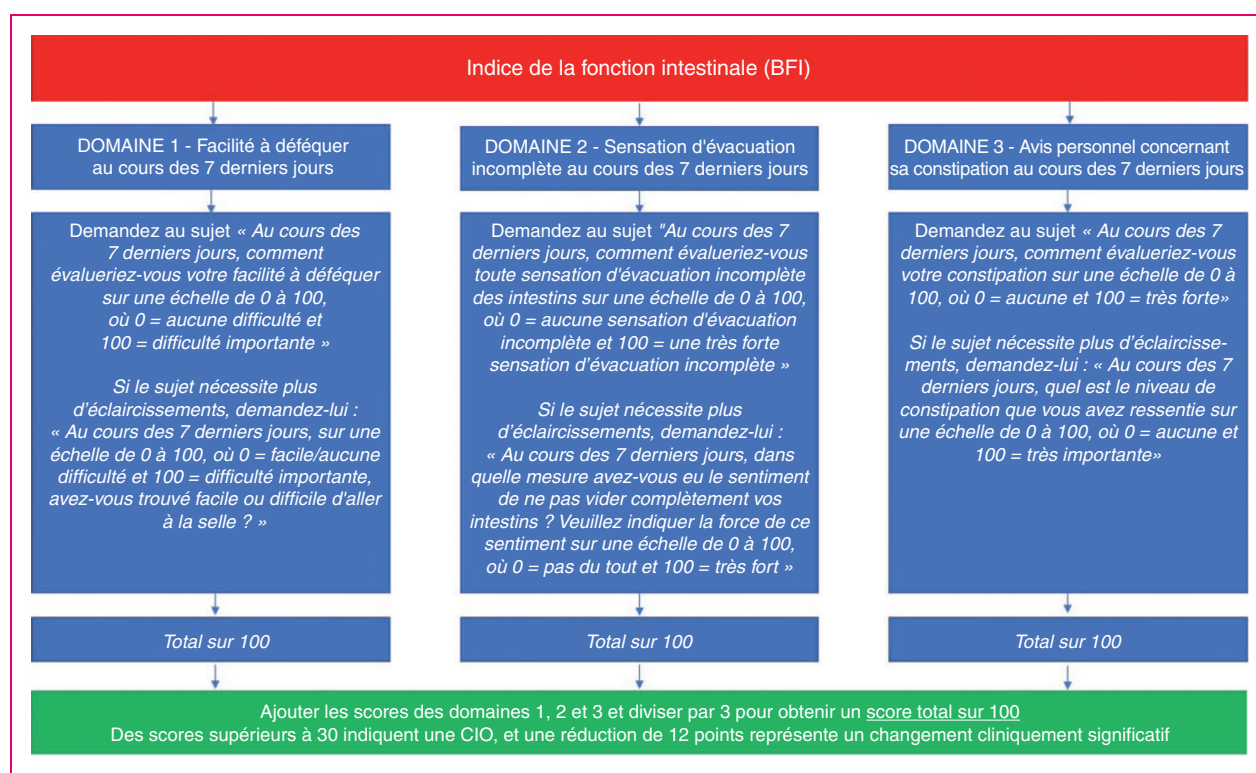 Indice de la fonction intestinale (BFI)
DOMAINE 1 - Facilité à déféquer
au cours des 7 derniers jours
Demandez au sujet « Au cours des
7 derniers jours, comment
évalueriez-vous votre facilité à déféquer
sur une échelle de 0 à 100,
où 0 = aucune difficulté et
100 = difficulté importante »
Si le sujet nécessite plus
d'éclaircissements, demandez-lui :
« Au cours des 7 derniers jours, sur une
échelle de 0 à 100, où 0 = facile/aucune
difficulté et 100 = difficulté importante,
avez-vous trouvé facile ou difficile d'aller
à la selle ? »
Total sur 100
DOMAINE 2 - Sensation d'évacuation
incomplète au cours des 7 derniers jours
Demandez au sujet "Au cours des 7
derniers jours, comment évalueriez-vous
toute sensation d'évacuation incomplète
des intestins sur une échelle de 0 à 100,
où 0 = aucune sensation d'évacuation
incomplète et 100 = une très forte
sensation d'évacuation incomplète »
Si le sujet nécessite plus
d'éclaircissements, demandez-lui :
« Au cours des 7 derniers jours, dans
quelle mesure avez-vous eu le sentiment
de ne pas vider complètement vos
intestins ? Veuillez indiquer la force de ce
sentiment sur une échelle de 0 à 100,
où 0 = pas du tout et 100 = très fort »
Total sur 100
DOMAINE 3 - Avis personnel concernant
sa constipation au cours des 7 derniers jours
Demandez au sujet « Au cours des 7
derniers jours, comment évalueriez-vous
votre constipation sur une échelle de 0 à
100, où 0 = aucune et 100 = très forte»
Si le sujet nécessite plus d'éclaircisse-
ments, demandez-lui : « Au cours des 7
derniers jours, quel est le niveau de
constipation que vous avez ressentie sur
une échelle de 0 à 100, où 0 = aucune et
100 = très importante»
Total sur 100
Ajouter les scores des domaines 1, 2 et 3 et diviser par 3 pour obtenir un score total sur 100
Des scores supérieurs à 30 indiquent une CIO, et une réduction de 12 points représente un changement cliniquement significatif